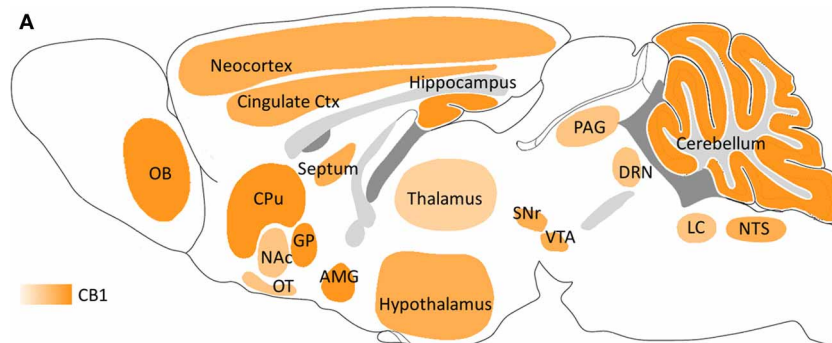 A
Neocortex
Hippocampus
Cingulate Ctx
PAG
Cerebellum
OB
Septum
DRN
CPu
Thalamus
SNr
LC
NTS
GP
VTA
NAc
AMG
OT
CB1
Hypothalamus